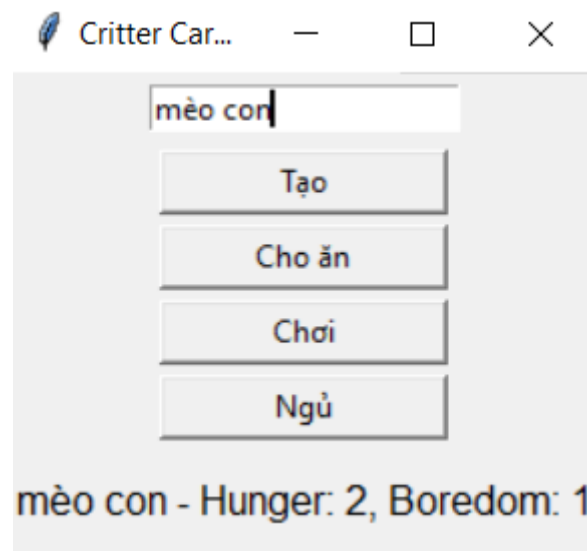 Critter Car...
mèo con
Tạo
Cho ăn
Chơi
Ngủ
mèo con - Hunger: 2, Boredom: 1